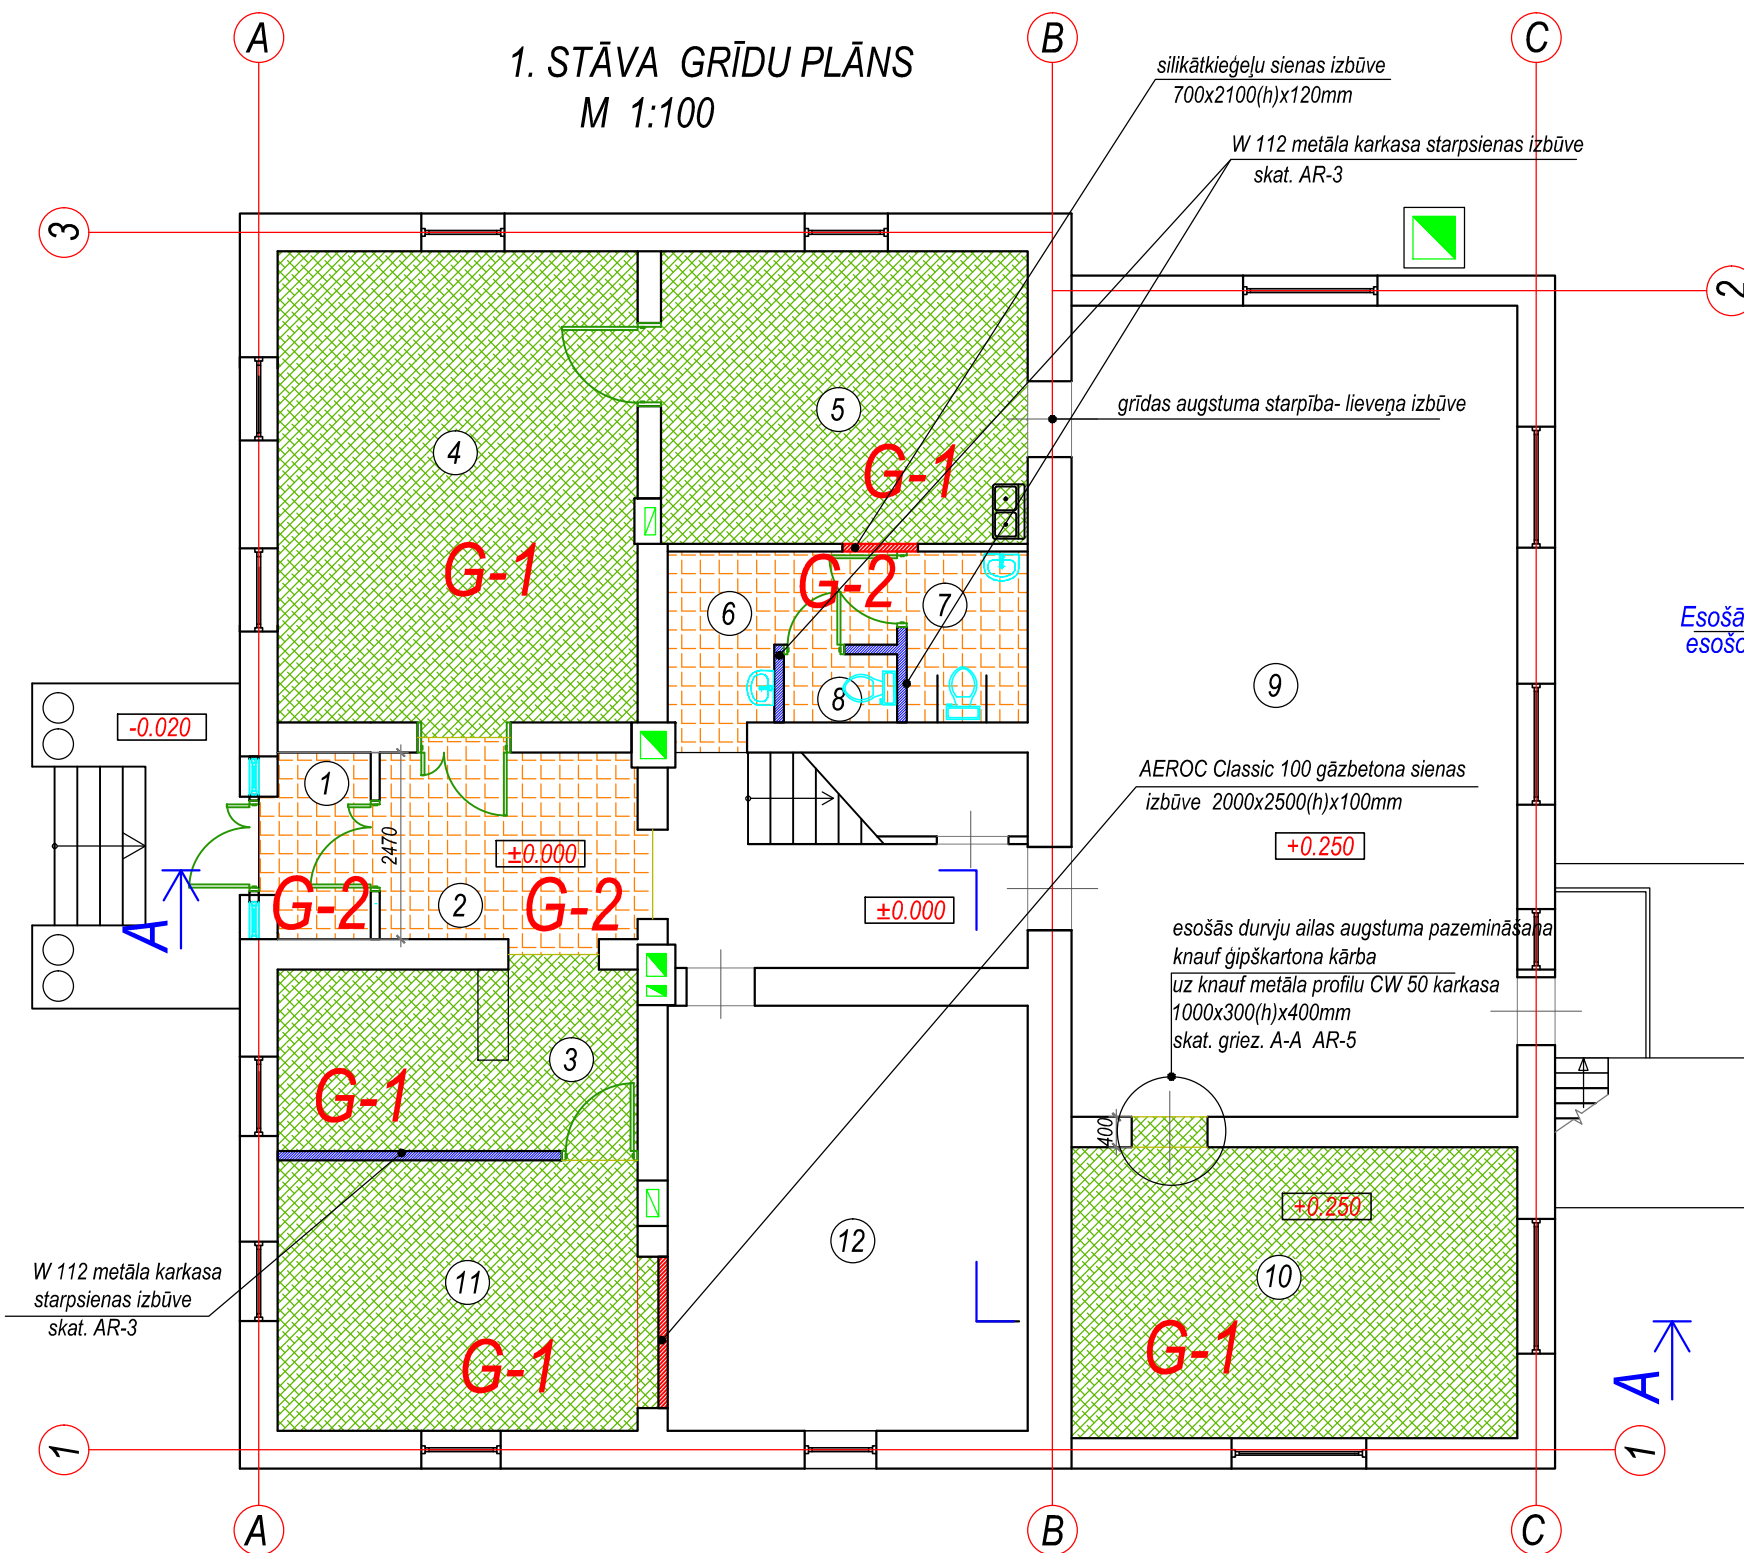 A
B
C
1. STĀVA GRĪDU PLĀNS
M 1:100
silikātkieģeļu sienas izbūve
700x2100(h)x120mm
W 112 metāla karkasa starpsienas izbūve
skat. AR-3
3
2
grīdas augstuma starpība- lieveņa izbūve
5
4
G-1
G-1
G-2
6
7
Esošā
esošo
8
9
-0.020
1
AEROC Classic 100 gāzbetona sienas
izbūve 2000x2500(h)x100mm
2470
±0.000
+0.250
G-2
2
G-2
±0.000
A
esošās durvju ailas augstuma pazemināšana
knauf ģipškartona kārba
uz knauf metāla profilu CW 50 karkasa
1000x300(h)x400mm
skat. griez. A-A AR-5
3
G-1
400
+0.250
12
W 112 metāla karkasa
starpsienas izbūve
skat. AR-3
11
10
G-1
G-1
A
1
1
A
B
C